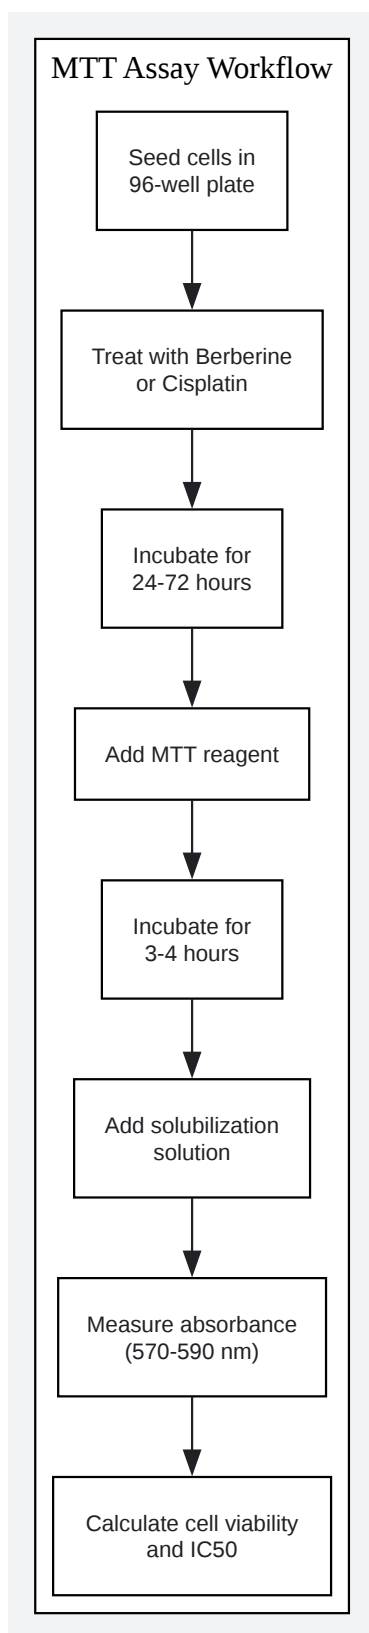 MTT Assay Workflow
Seed cells in
96-well plate
Treat with Berberine
or Cisplatin
Incubate for
24-72 hours
Add MTT reagent
Incubate for
3-4 hours
Add solubilization
solution
Measure absorbance
(570-590 nm)
Calculate cell viability
and IC50